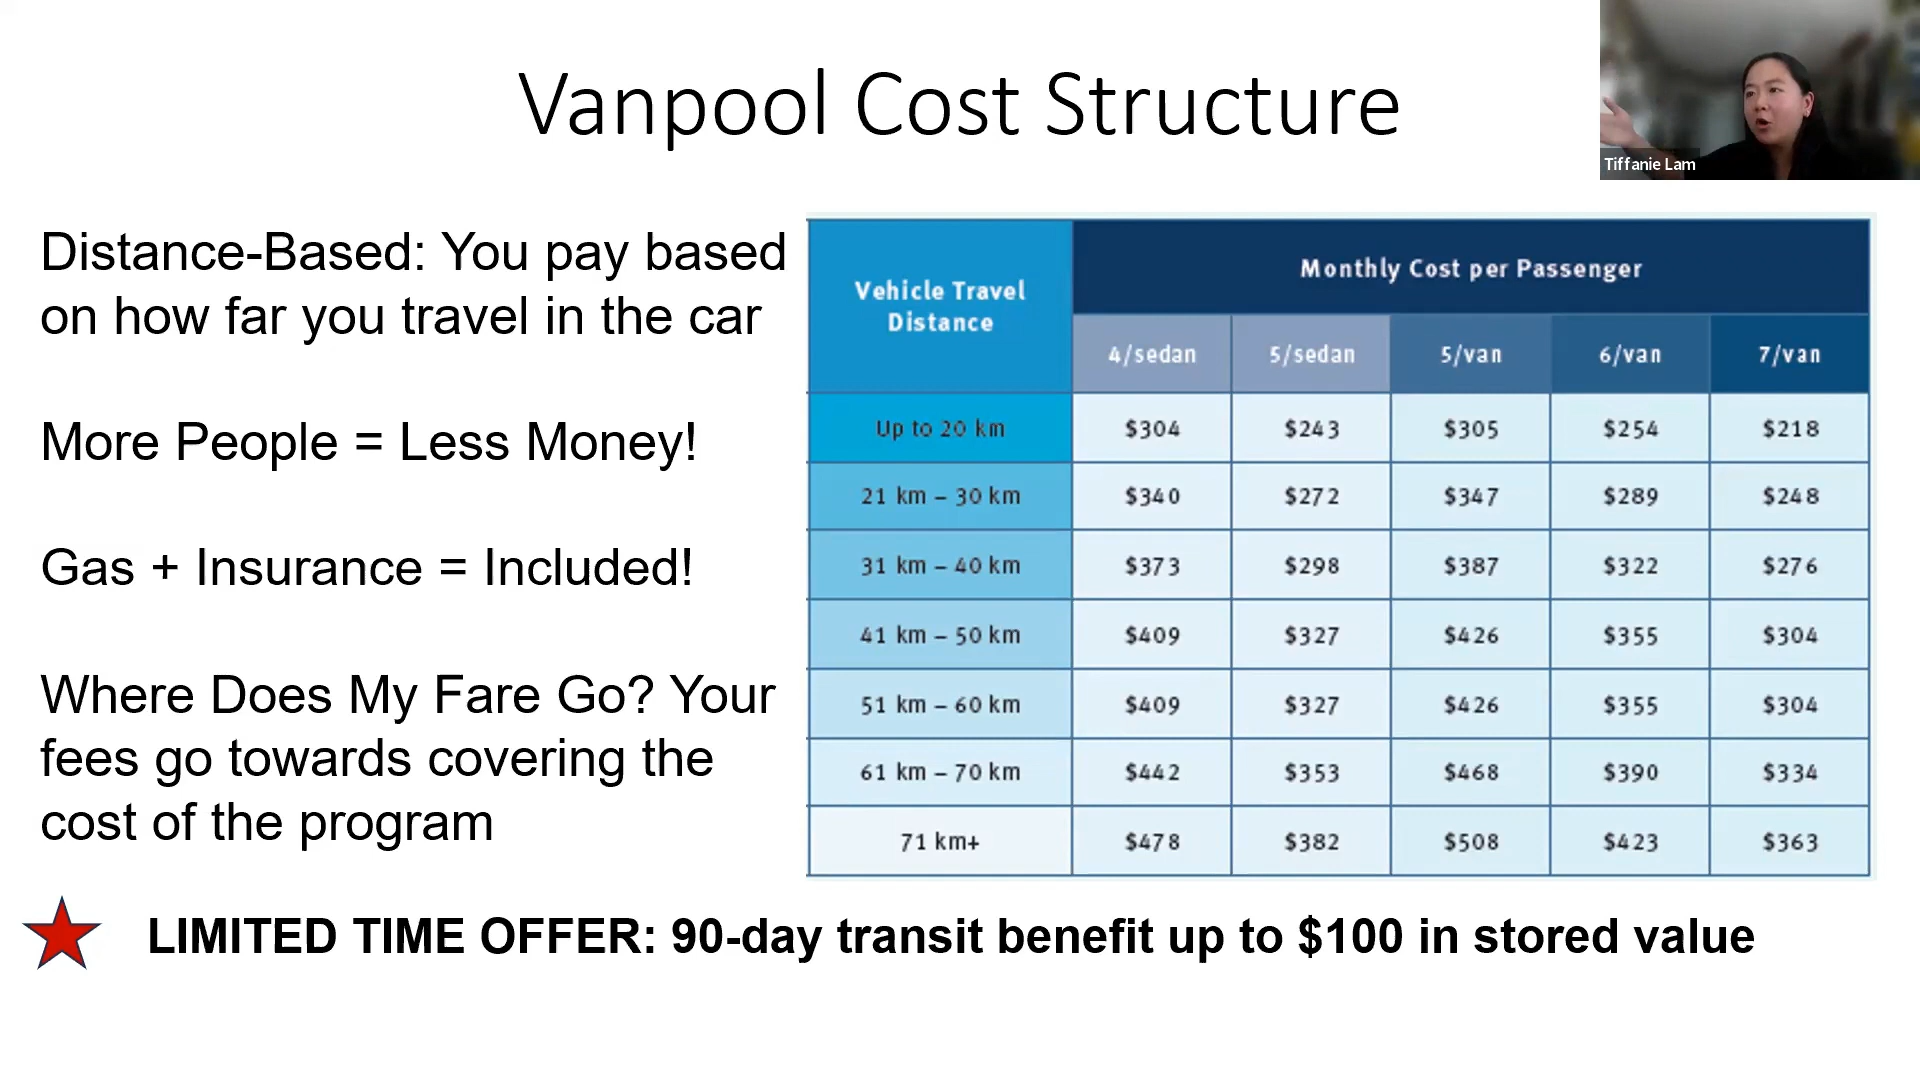 Vanpool Cost Structure
Tiffanie Lam
Distance-Based: You pay based
on how far you travel in the car
More People = Less Money!
Gas + Insurance = Included!
Where Does My Fare Go? Your
fees go towards covering the
cost of the program
Vehicle Travel
Distance
Monthly Cost per Passenger
4/sedan 5/sedan 5/van 6/van 7/van
Up to 20 km $304 $243 $305 $254 $218
21 km – 30 km $340 $272 $347 $289 $248
31 km – 40 km $373 $298 $387 $322 $276
41 km – 50 km $409 $327 $426 $355 $304
51 km – 60 km $409 $327 $426 $355 $304
61 km – 70 km $442 $353 $468 $390 $334
71 km+ $478 $382 $508 $423 $363
LIMITED TIME OFFER: 90-day transit benefit up to $100 in stored value